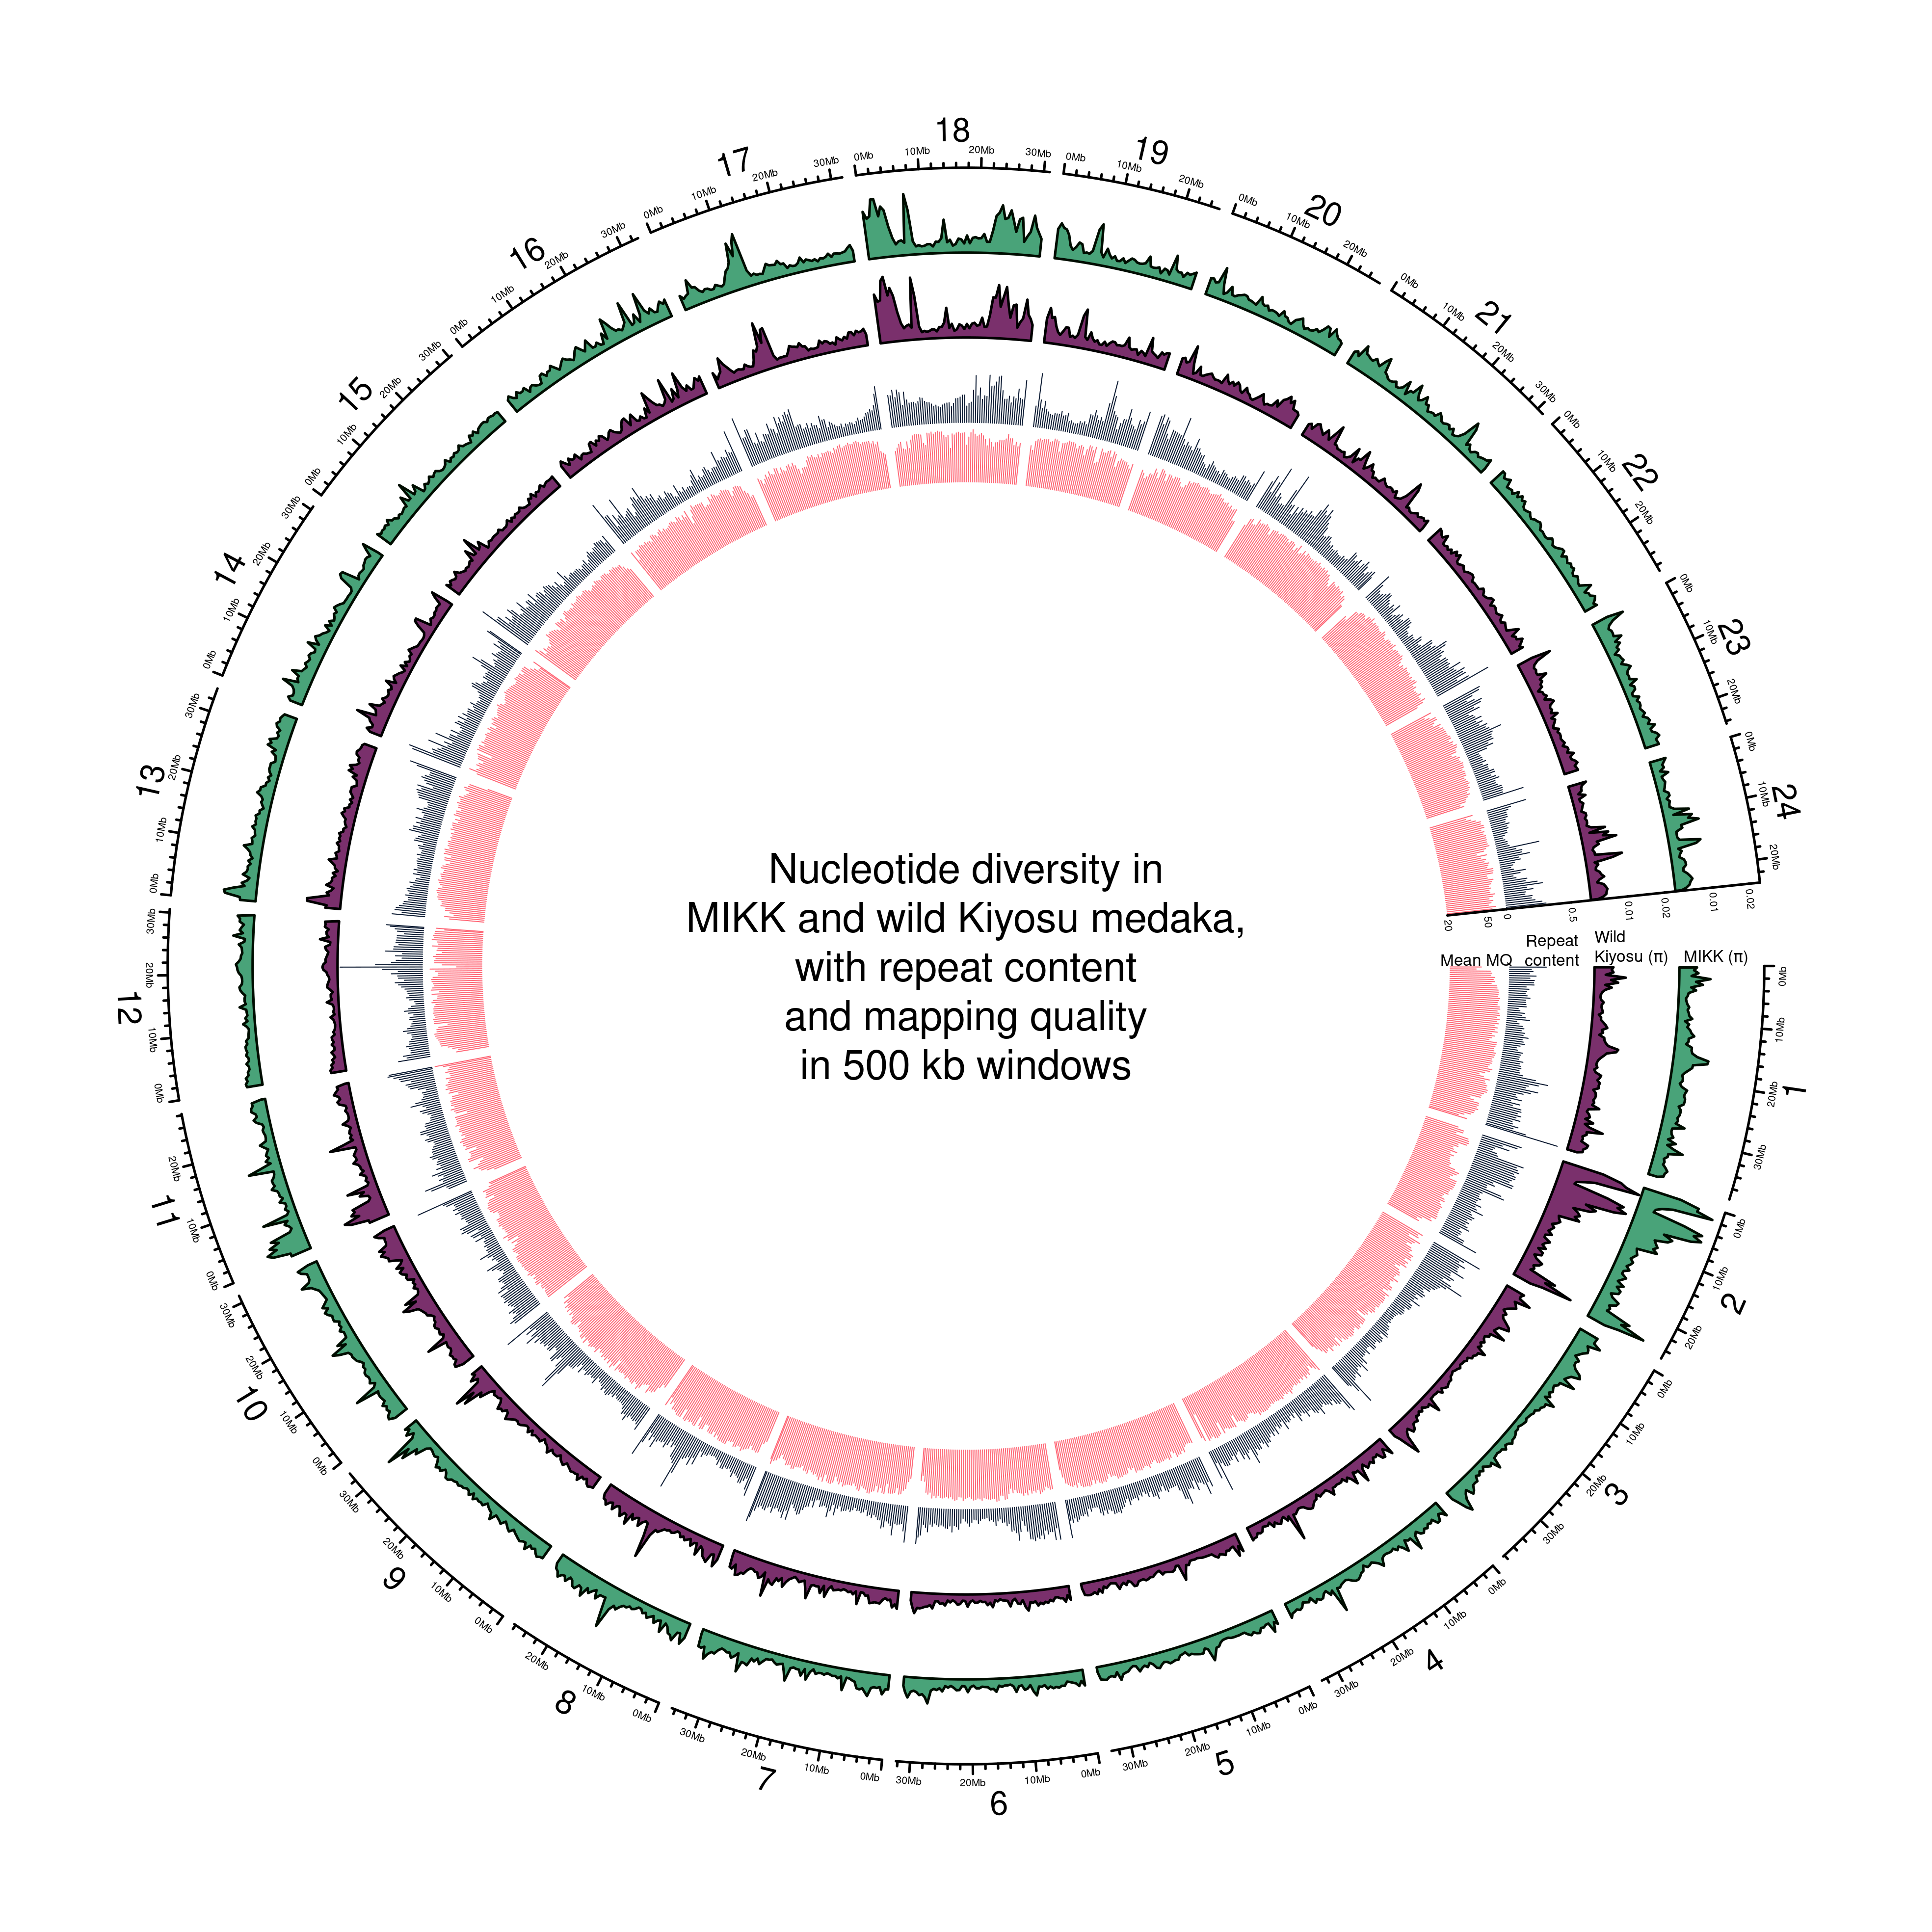 Nucleotide diversity in
MIKK and wild Kiyosu medaka,
with repeat content
and mapping quality
in 500 kb windows
Mean MQ
Repeat
content
Wild
Kiyosu (π)
MIKK (π)
20
50
0
0.5
0.01
0.02
0.01
0.02
1
0Mb
10Mb
20Mb
30Mb
2
0Mb
10Mb
20Mb
3
0Mb
10Mb
20Mb
30Mb
4
0Mb
10Mb
20Mb
30Mb
5
0Mb
10Mb
20Mb
30Mb
6
0Mb
10Mb
20Mb
30Mb
7
0Mb
10Mb
20Mb
30Mb
8
0Mb
10Mb
20Mb
9
0Mb
10Mb
20Mb
30Mb
10
0Mb
10Mb
20Mb
30Mb
11
0Mb
10Mb
20Mb
12
0Mb
10Mb
20Mb
30Mb
13
0Mb
10Mb
20Mb
30Mb
14
0Mb
10Mb
20Mb
30Mb
15
0Mb
10Mb
20Mb
30Mb
16
0Mb
10Mb
20Mb
30Mb
17
0Mb
10Mb
20Mb
30Mb
18
0Mb
10Mb
20Mb
30Mb
19
0Mb
10Mb
20Mb
20
0Mb
10Mb
20Mb
21
0Mb
10Mb
20Mb
30Mb
22
0Mb
10Mb
20Mb
23
0Mb
10Mb
20Mb
24
0Mb
10Mb
20Mb